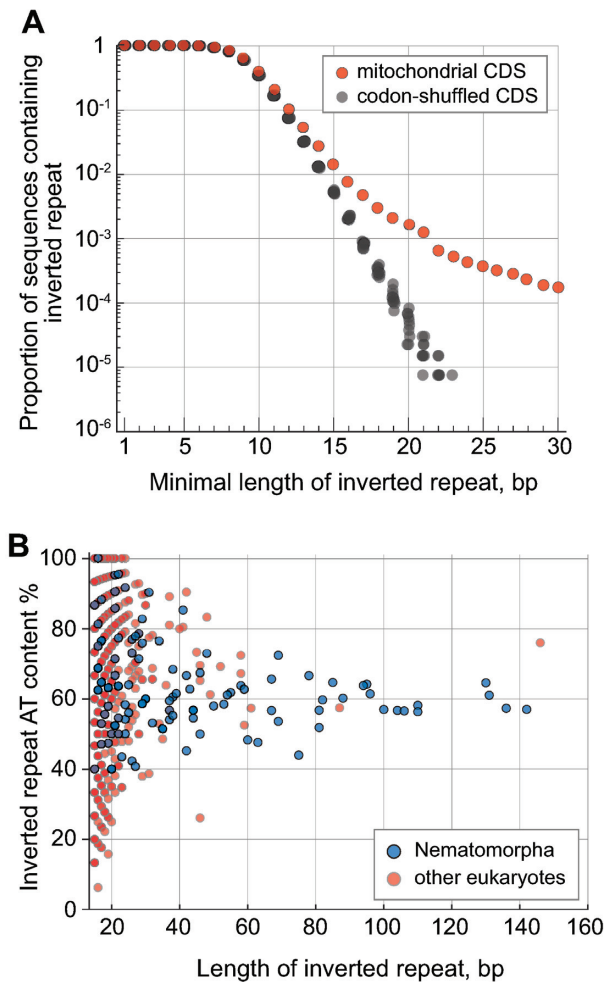 A
Proportion of sequences containing
inverted repeat
1
10-1
10-2
10-3
10-4
10-5
10-6
mitochondrial CDS
codon-shuffled CDS
1 5 10 15 20 25 30
Minimal length of inverted repeat, bp
B
Inverted repeat AT content %
100
80
60
40
20
0
Nematomorpha
other eukaryotes
20 40 60 80 100 120 140 160
Length of inverted repeat, bp